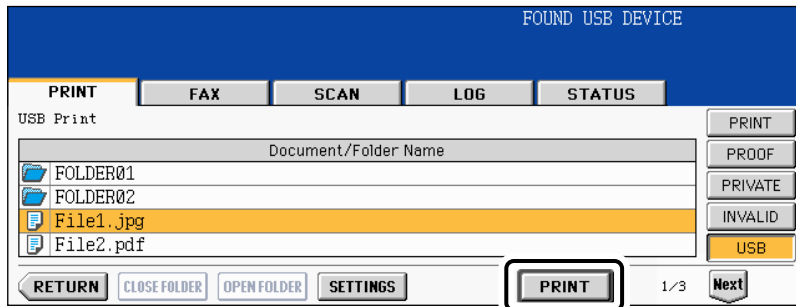 FOUND USB DEVICE
PRINT FAX SCAN LOG STATUS
USB Print
PRINT
Document/Folder Name
PROOF
FOLDER01
PRIVATE
FOLDER02
File1.jpg
INVALID
File2.pdf
USB
RETURN CLOSE FOLDER OPEN FOLDER SETTINGS PRINT 1/3 Next